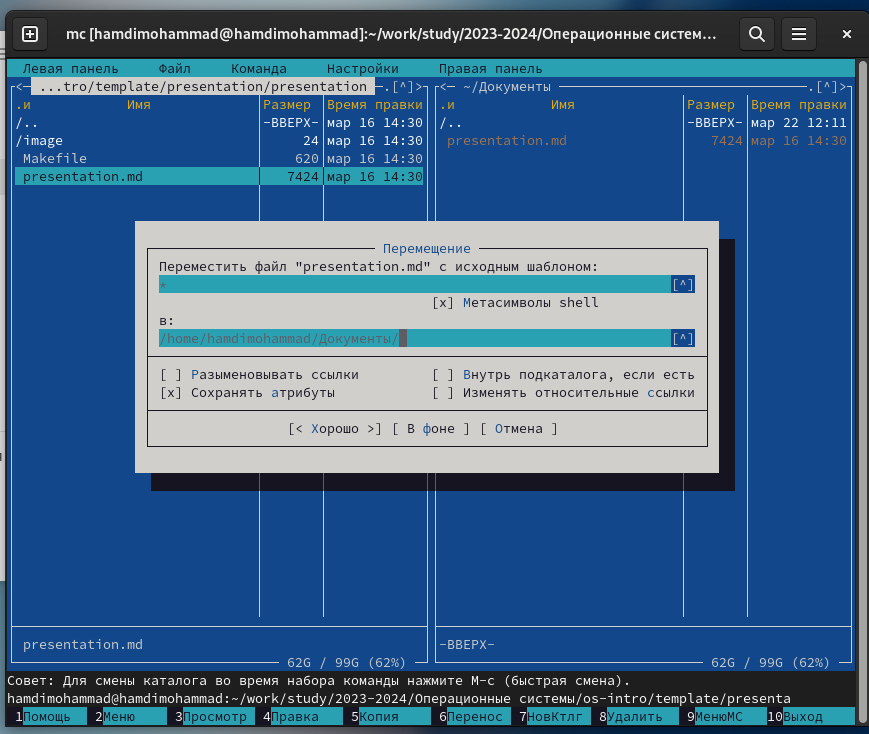 mc [hamdimohammad@hamdimohammad]:~/work/study/2023-2024/Операционные систем...
Левая панель Файл Команда Настройки Правая панель
<─ ...tro/template/presentation/presentation ─.[^]>
.и Имя Размер Время правки
/.. -ВВЕРХ- мар 16 14:30
/image 24 мар 16 14:30
Makefile 620 мар 16 14:30
presentation.md 7424 мар 16 14:30
<─ ~/Документы .[^]>
.и Имя Размер Время правки
/.. -ВВЕРХ- мар 22 12:11
presentation.md 7424 мар 16 14:30
Перемещение
Переместить файл "presentation.md" с исходным шаблоном:
* [^]
[x] Метасимволы shell
в:
/home/hamdimohammad/Документы/ [^]
[ ] Разыменовывать ссылки [ ] Внутрь подкаталога, если есть
[x] Сохранять атрибуты [ ] Изменять относительные ссылки
[< Хорошо >] [ В фоне ] [ Отмена ]
presentation.md -ВВЕРХ-
62G / 99G (62%) 62G / 99G (62%)
Совет: Для смены каталога во время набора команды нажмите М-с (быстрая смена).
hamdimohammad@hamdimohammad:~/work/study/2023-2024/Операционные системы/os-intro/template/presenta
1Помощь 2Меню 3Просмотр 4Правка 5Копия 6Перенос 7НовКтлг 8Удалить 9МенюМС 10Выход